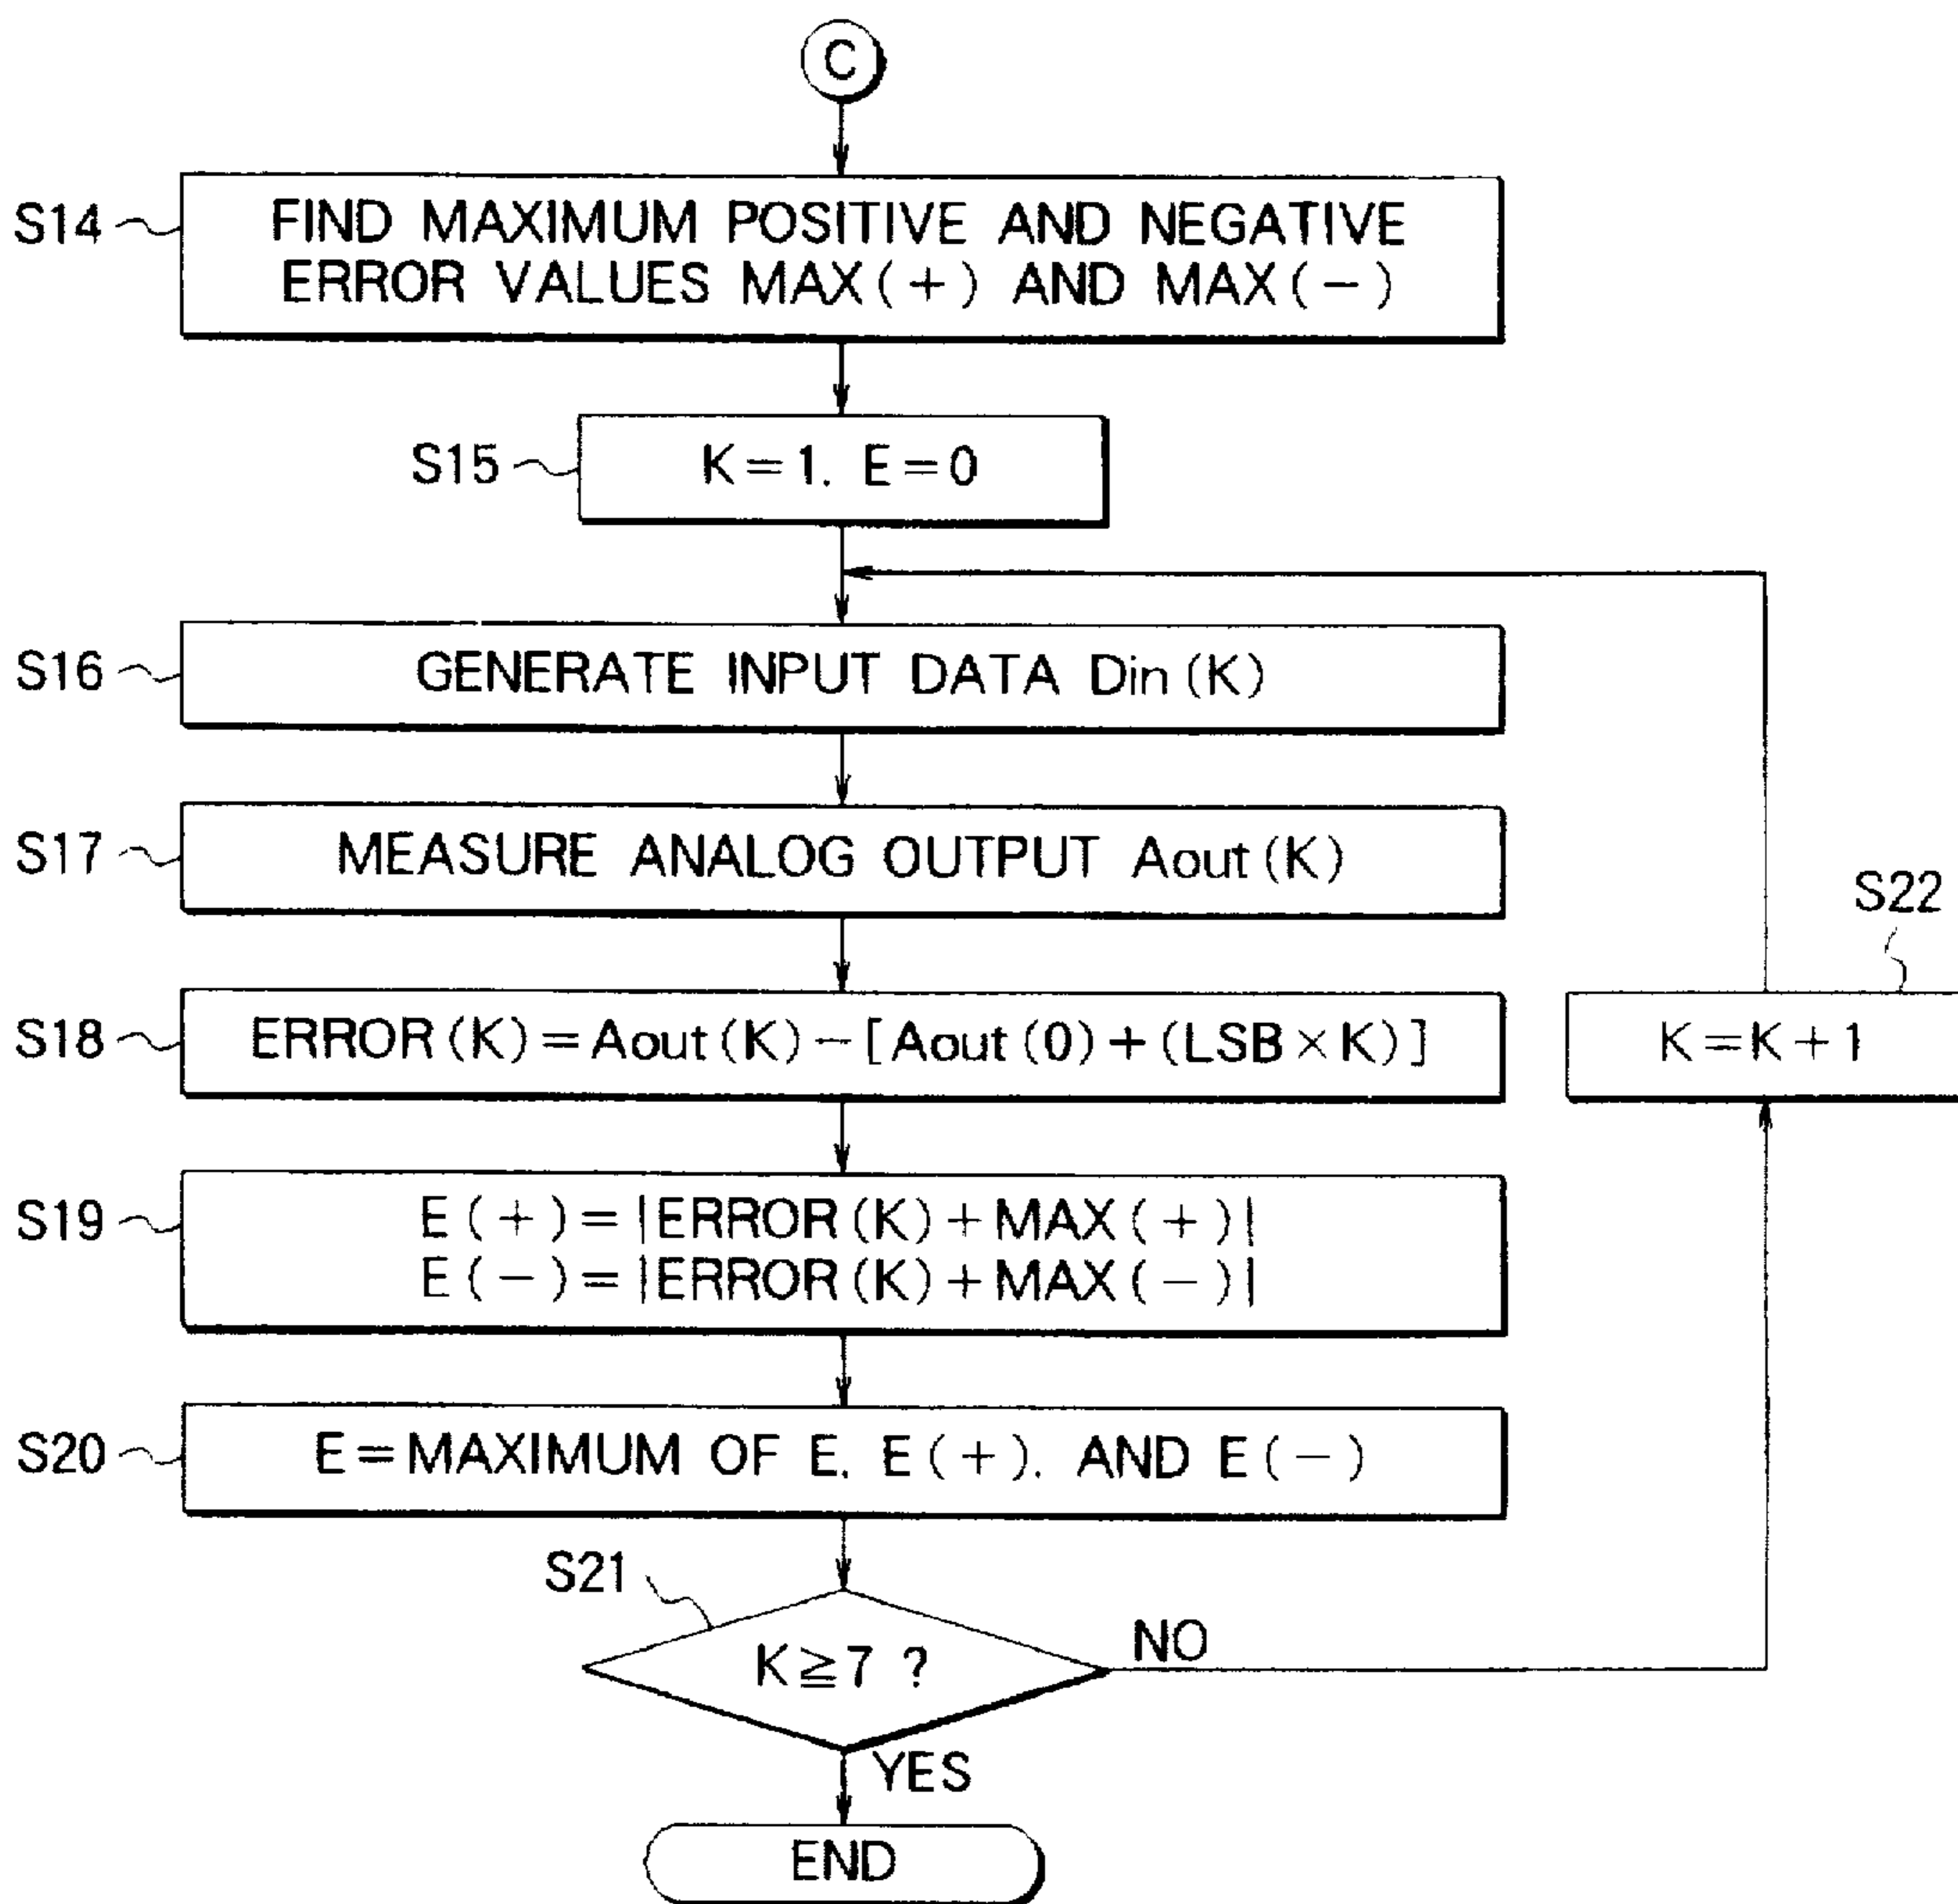 C
S14
FIND MAXIMUM POSITIVE AND NEGATIVE
ERROR VALUES MAX(+) AND MAX(−)
S15
K=1. E=0
S16
GENERATE INPUT DATA Din(K)
S17
MEASURE ANALOG OUTPUT Aout(K)
S22
S18
ERROR(K)=Aout(K)−[Aout(0)+(LSB×K)]
K=K+1
S19
E(+)=|ERROR(K)+MAX(+)|
E(−)=|ERROR(K)+MAX(−)|
S20
E=MAXIMUM OF E. E(+). AND E(−)
S21
K≧7 ?
NO
YES
END